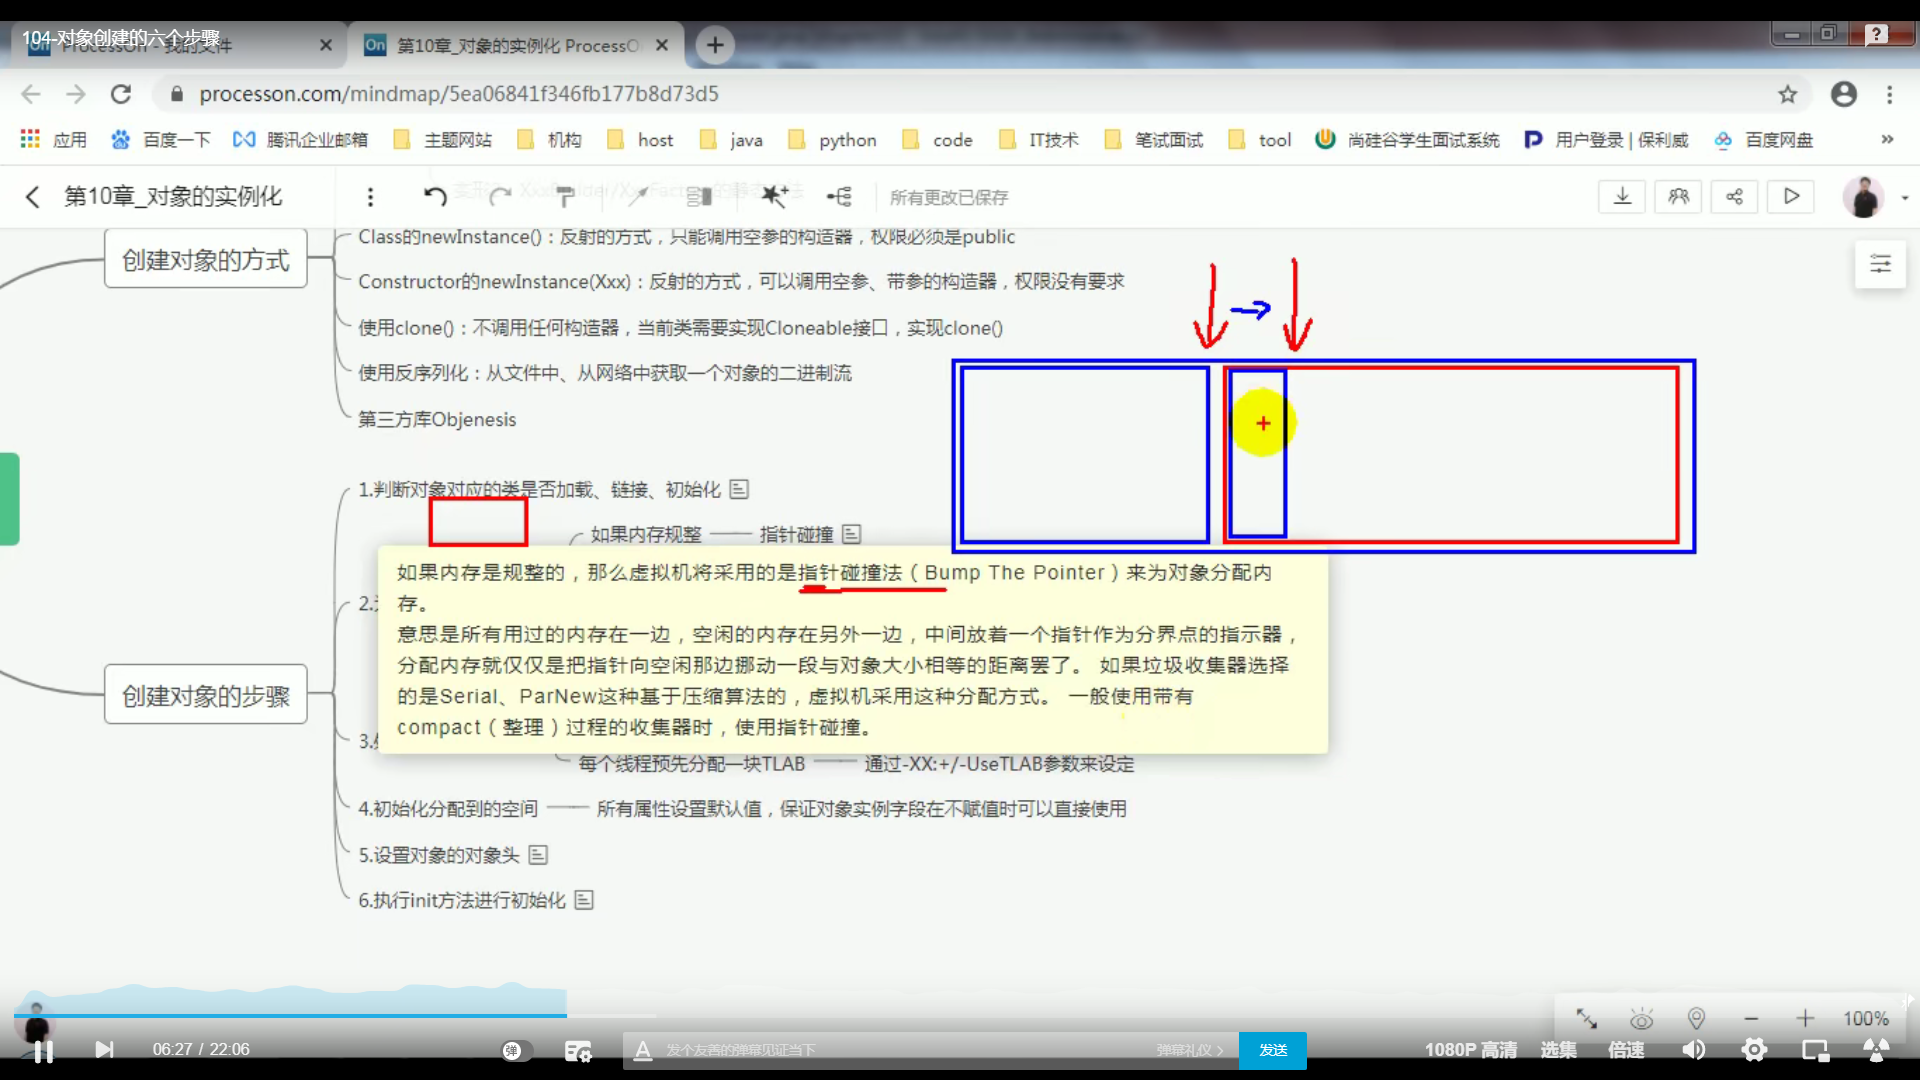 104-对象创建的六个步骤
第10章_对象的实例化 ProcessO
processon.com/mindmap/5ea06841f346fb177b8d73d5
应用 百度一下 腾讯企业邮箱 主题网站 机构 host java python code IT技术 笔试面试 tool 尚硅谷学生面试系统 用户登录 | 保利威 百度网盘 »
第10章_对象的实例化 所有更改已保存
创建对象的方式
Class的newInstance()：反射的方式，只能调用空参的构造器，权限必须是public
Constructor的newInstance(Xxx)：反射的方式，可以调用空参、带参的构造器，权限没有要求
使用clone()：不调用任何构造器，当前类需要实现Cloneable接口，实现clone()
使用反序列化：从文件中、从网络中获取一个对象的二进制流
第三方库Objenesis
1.判断对象对应的类是否加载、链接、初始化
如果内存规整 指针碰撞
如果内存是规整的，那么虚拟机将采用的是指针碰撞法（Bump The Pointer）来为对象分配内
存。
2.
意思是所有用过的内存在一边，空闲的内存在另外一边，中间放着一个指针作为分界点的指示器，
分配内存就仅仅是把指针向空闲那边挪动一段与对象大小相等的距离罢了。 如果垃圾收集器选择
的是Serial、ParNew这种基于压缩算法的，虚拟机采用这种分配方式。 一般使用带有
compact（整理）过程的收集器时，使用指针碰撞。
创建对象的步骤
3.
每个线程预先分配一块TLAB 通过-XX:+/-UseTLAB参数来设定
4.初始化分配到的空间 所有属性设置默认值，保证对象实例字段在不赋值时可以直接使用
5.设置对象的对象头
6.执行init方法进行初始化
100%
06:27 / 22:06 弹 发个友善的弹幕见证当下 弹幕礼仪 发送 1080P 高清 选集 倍速